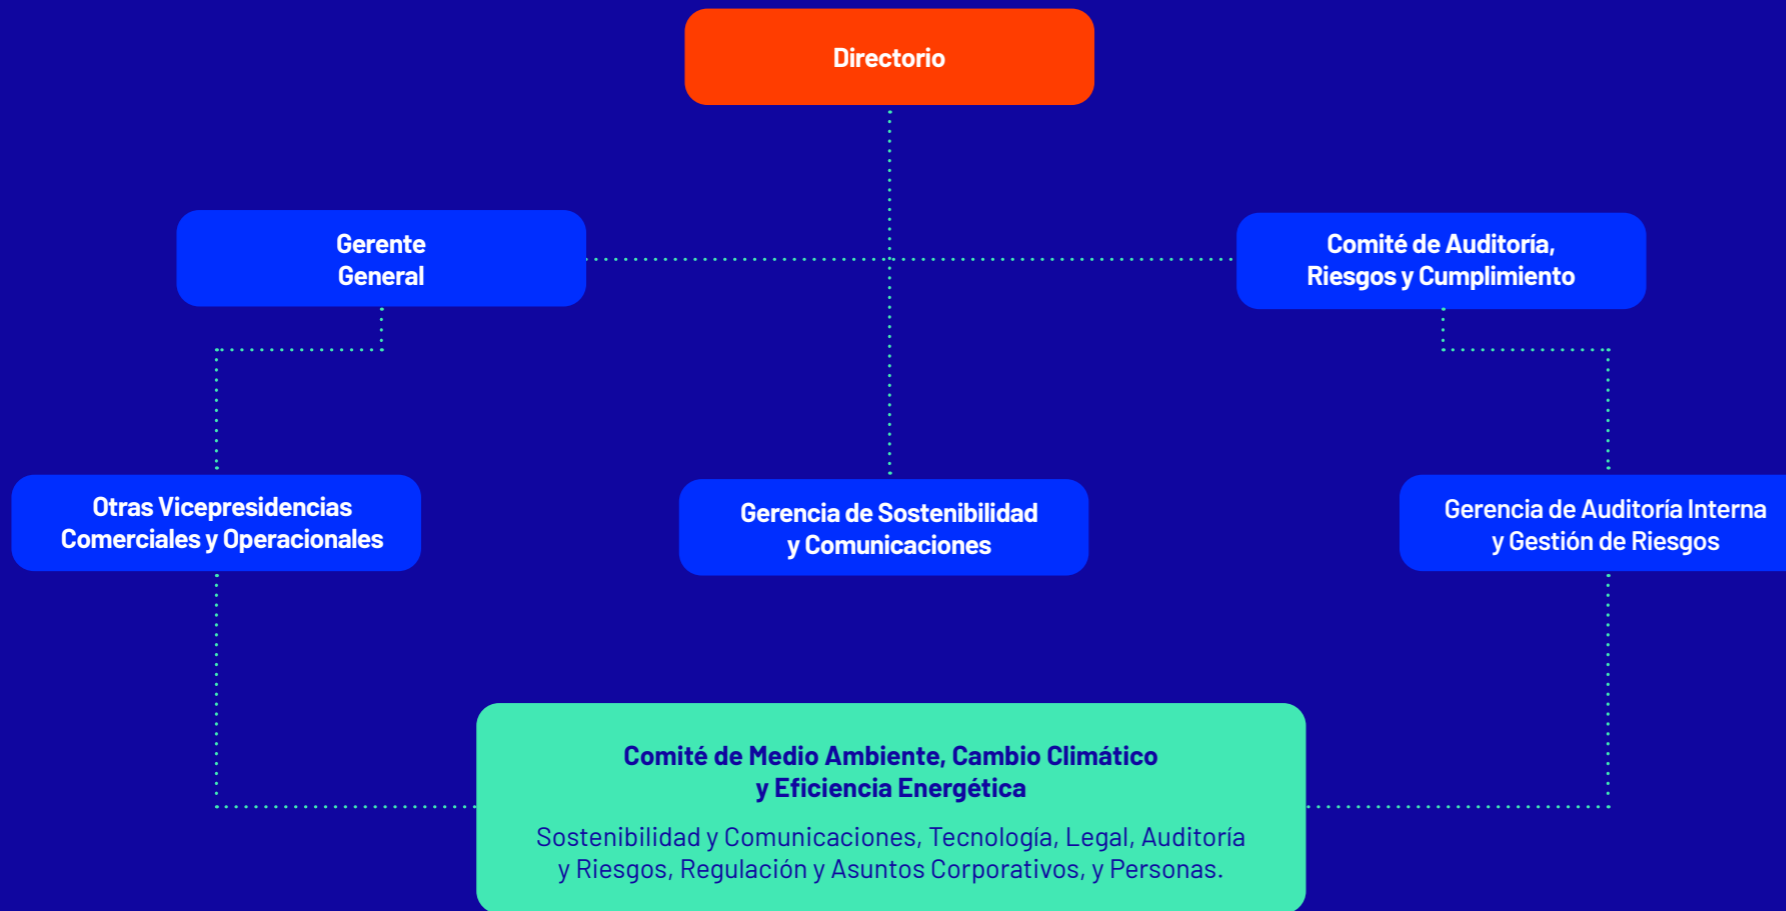 Directorio
Gerente
General
Comité de Auditoría,
Riesgos y Cumplimiento
Otras Vicepresidencias
Comerciales y Operacionales
Gerencia de Sostenibilidad
y Comunicaciones
Gerencia de Auditoría Interna
y Gestión de Riesgos
Comité de Medio Ambiente, Cambio Climático
y Eficiencia Energética
Sostenibilidad y Comunicaciones, Tecnología, Legal, Auditoría
y Riesgos, Regulación y Asuntos Corporativos, y Personas.